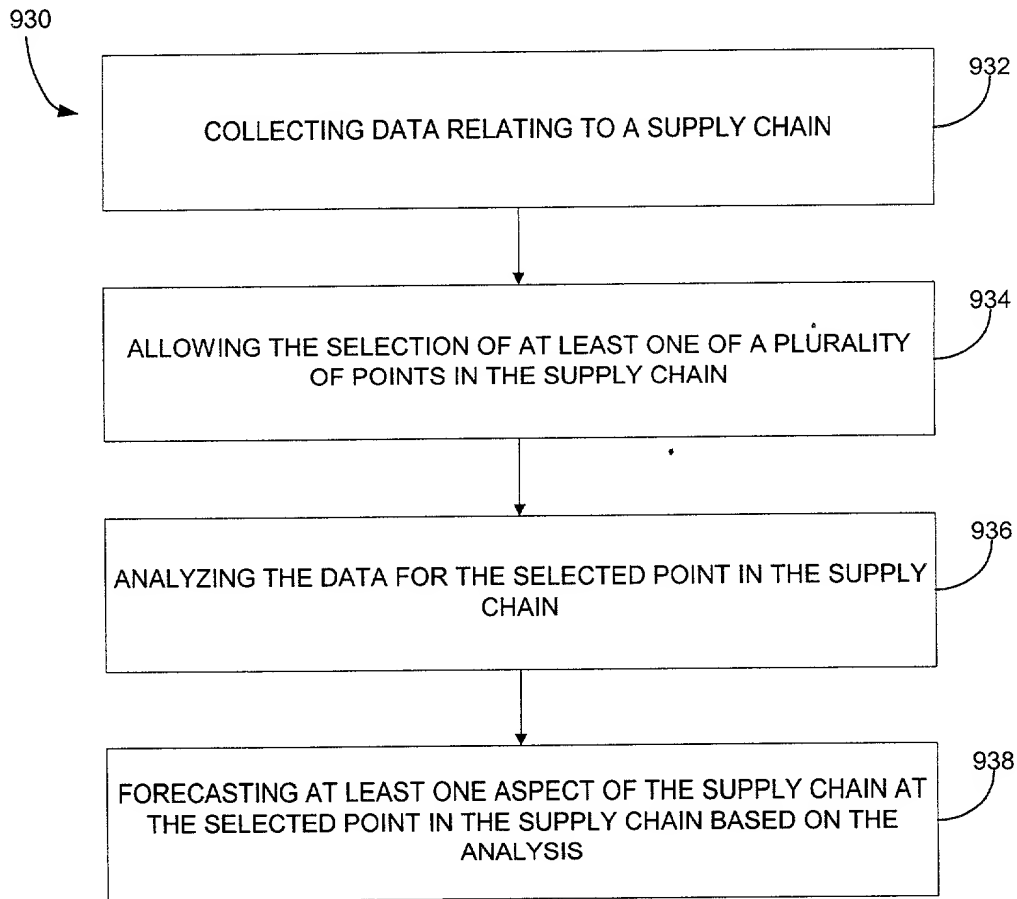 930
932
COLLECTING DATA RELATING TO A SUPPLY CHAIN
934
ALLOWING THE SELECTION OF AT LEAST ONE OF A PLURALITY
OF POINTS IN THE SUPPLY CHAIN
936
ANALYZING THE DATA FOR THE SELECTED POINT IN THE SUPPLY
CHAIN
938
FORECASTING AT LEAST ONE ASPECT OF THE SUPPLY CHAIN AT
THE SELECTED POINT IN THE SUPPLY CHAIN BASED ON THE
ANALYSIS